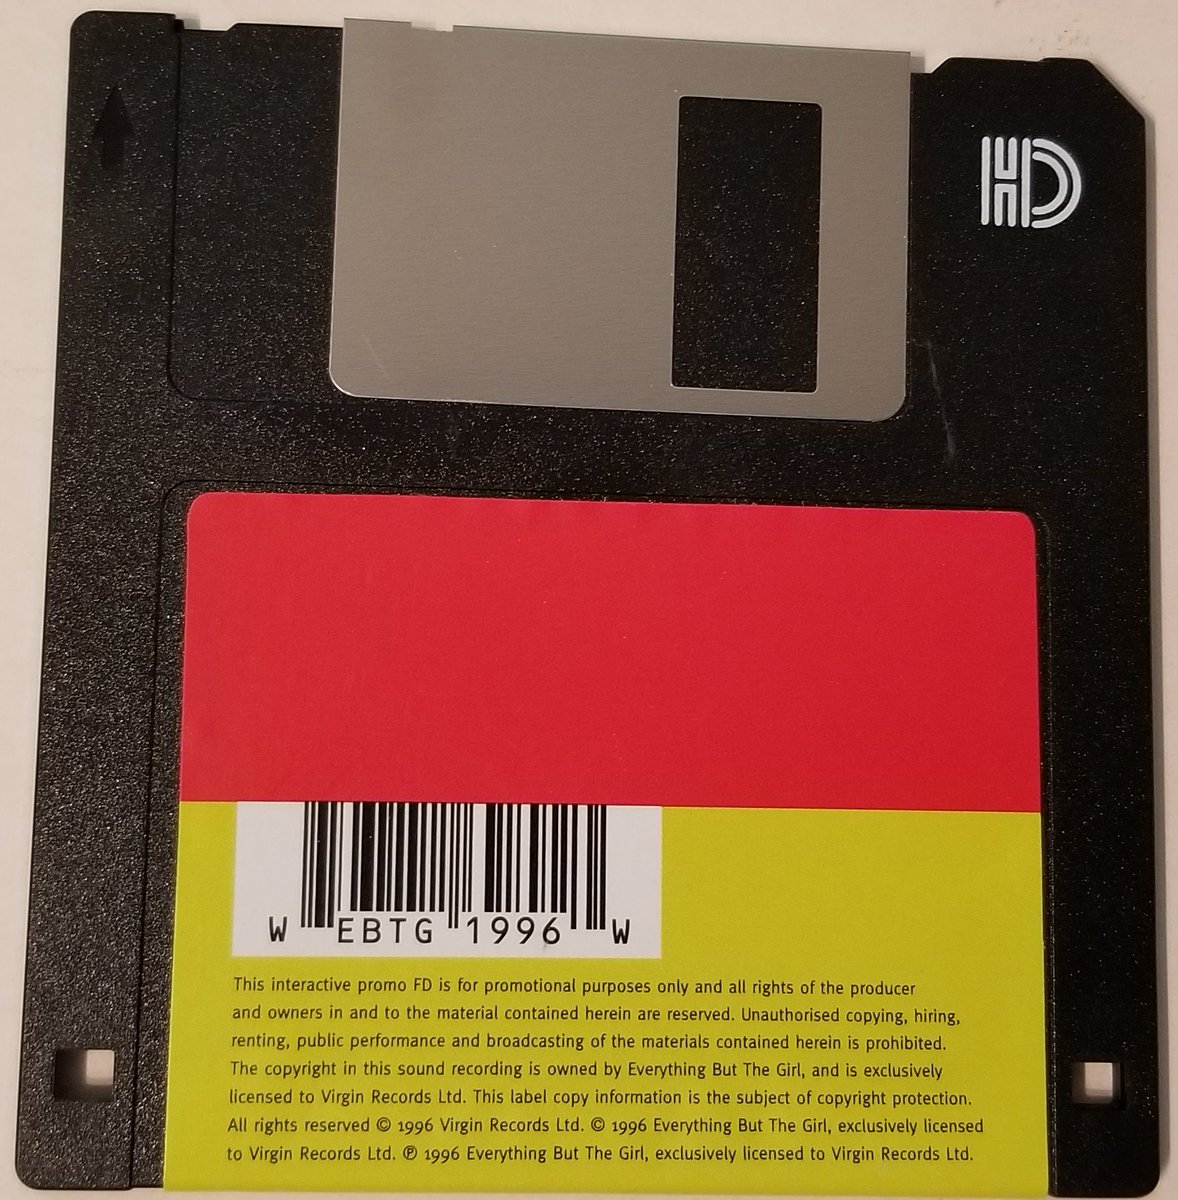 HD
W EBTG 1996 W
This interactive promo FD is for promotional purposes only and all rights of the producer
and owners in and to the material contained herein are reserved. Unauthorised copying, hiring,
renting, public performance and broadcasting of the materials contained herein is prohibited.
The copyright in this sound recording is owned by Everything But The Girl, and is exclusively
licensed to Virgin Records Ltd. This label copy information is the subject of copyright protection.
All rights reserved © 1996 Virgin Records Ltd. © 1996 Everything But The Girl, exclusively licensed
to Virgin Records Ltd. ℗ 1996 Everything But The Girl, exclusively licensed to Virgin Records Ltd.